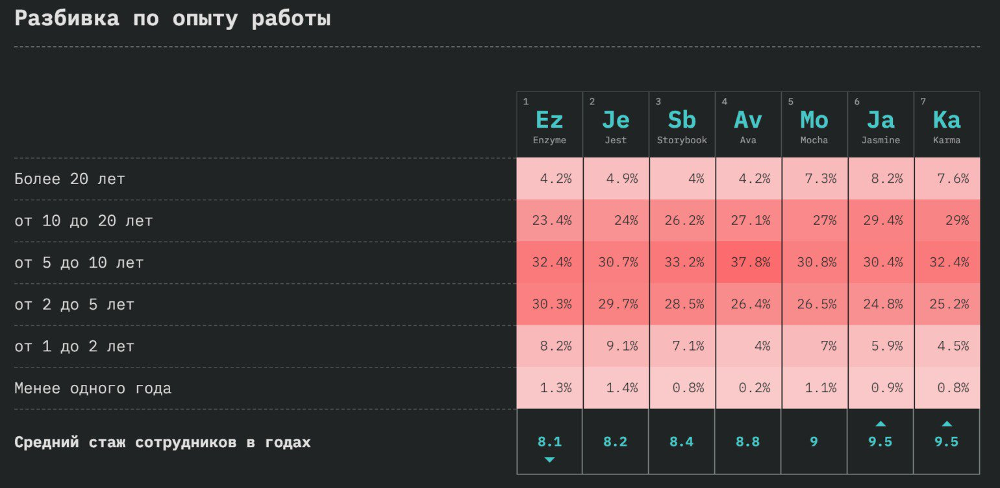 Разбивка по опыту работы
1 2 3 4 5 6 7
Ez Je Sb Av Mo Ja Ka
Enzyme Jest Storybook Ava Mocha Jasmine Karma
Более 20 лет 4.2% 4.9% 4% 4.2% 7.3% 8.2% 7.6%
от 10 до 20 лет 23.4% 24% 26.2% 27.1% 27% 29.4% 29%
от 5 до 10 лет 32.4% 30.7% 33.2% 37.8% 30.8% 30.4% 32.4%
от 2 до 5 лет 30.3% 29.7% 28.5% 26.4% 26.5% 24.8% 25.2%
от 1 до 2 лет 8.2% 9.1% 7.1% 4% 7% 5.9% 4.5%
Менее одного года 1.3% 1.4% 0.8% 0.2% 1.1% 0.9% 0.8%
Средний стаж сотрудников в годах 8.1 8.2 8.4 8.8 9 9.5 9.5